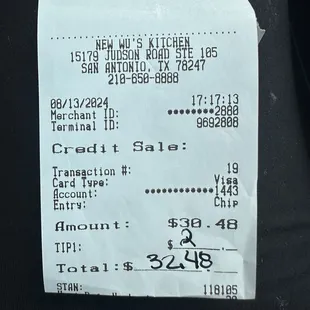 NEW WU'S KITCHEN
15179 JUDSON ROAD STE 105
SAN ANTONIO, TX 78247
210-650-8888
08/13/2024 17:17:13
Merchant ID: ●●●●●●●●2880
Terminal ID: 9692808
Credit Sale:
Transaction #: 19
Card Type: Visa
Account: ●●●●●●●●●●●●1443
Entry: Chip
Amount: $30.48
TIP1: $ 2
Total: $ 32.48
STAN: 118105